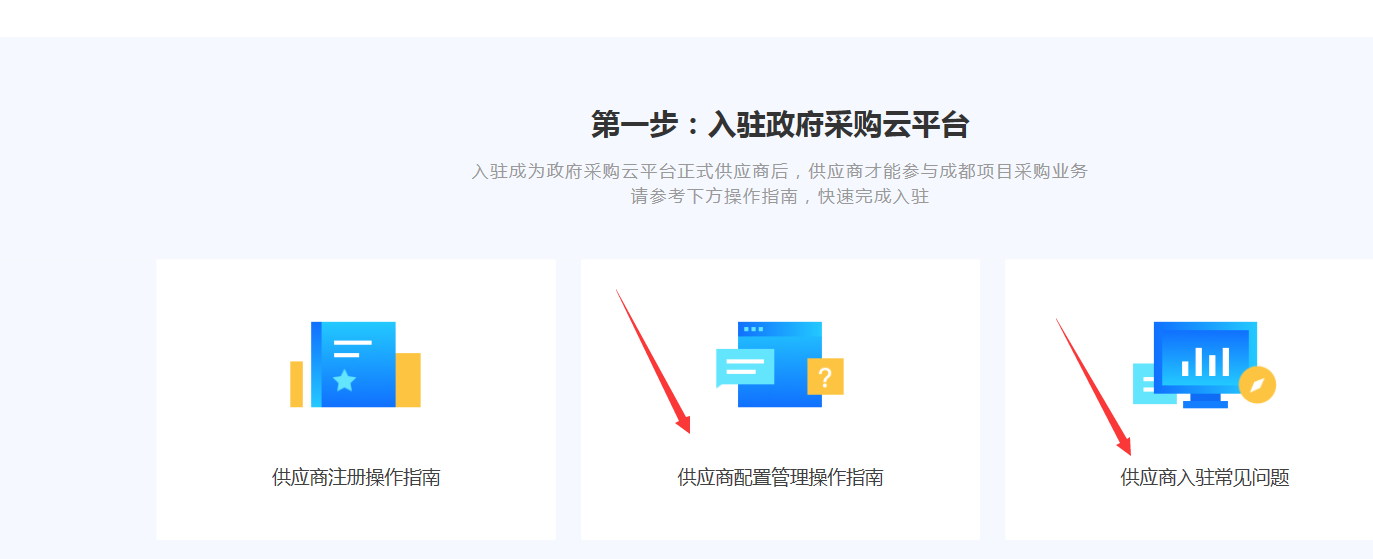 第一步：入驻政府采购云平台
入驻成为政府采购云平台正式供应商后，供应商才能参与成都项目采购业务
请参考下方操作指南，快速完成入驻
?
供应商注册操作指南
供应商配置管理操作指南
供应商入驻常见问题